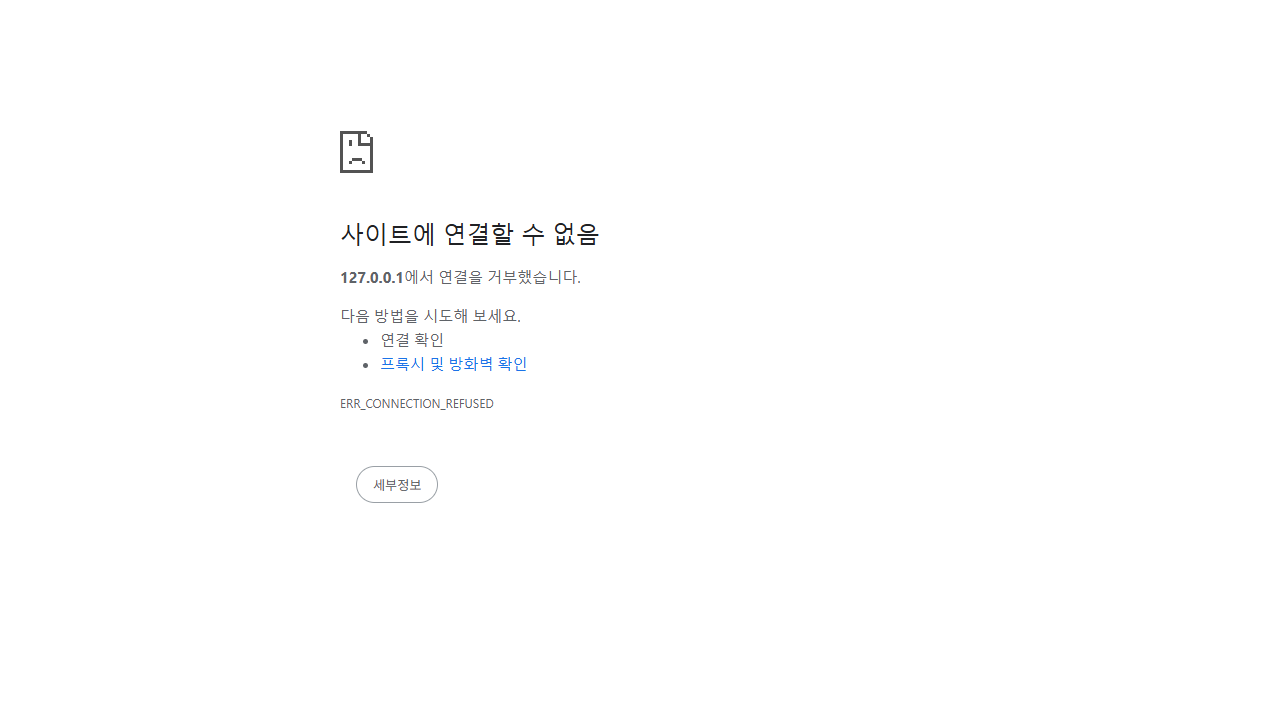 사이트에 연결할 수 없음
127.0.0.1에서 연결을 거부했습니다.
다음 방법을 시도해 보세요.
연결 확인
프록시 및 방화벽 확인
ERR_CONNECTION_REFUSED
세부정보